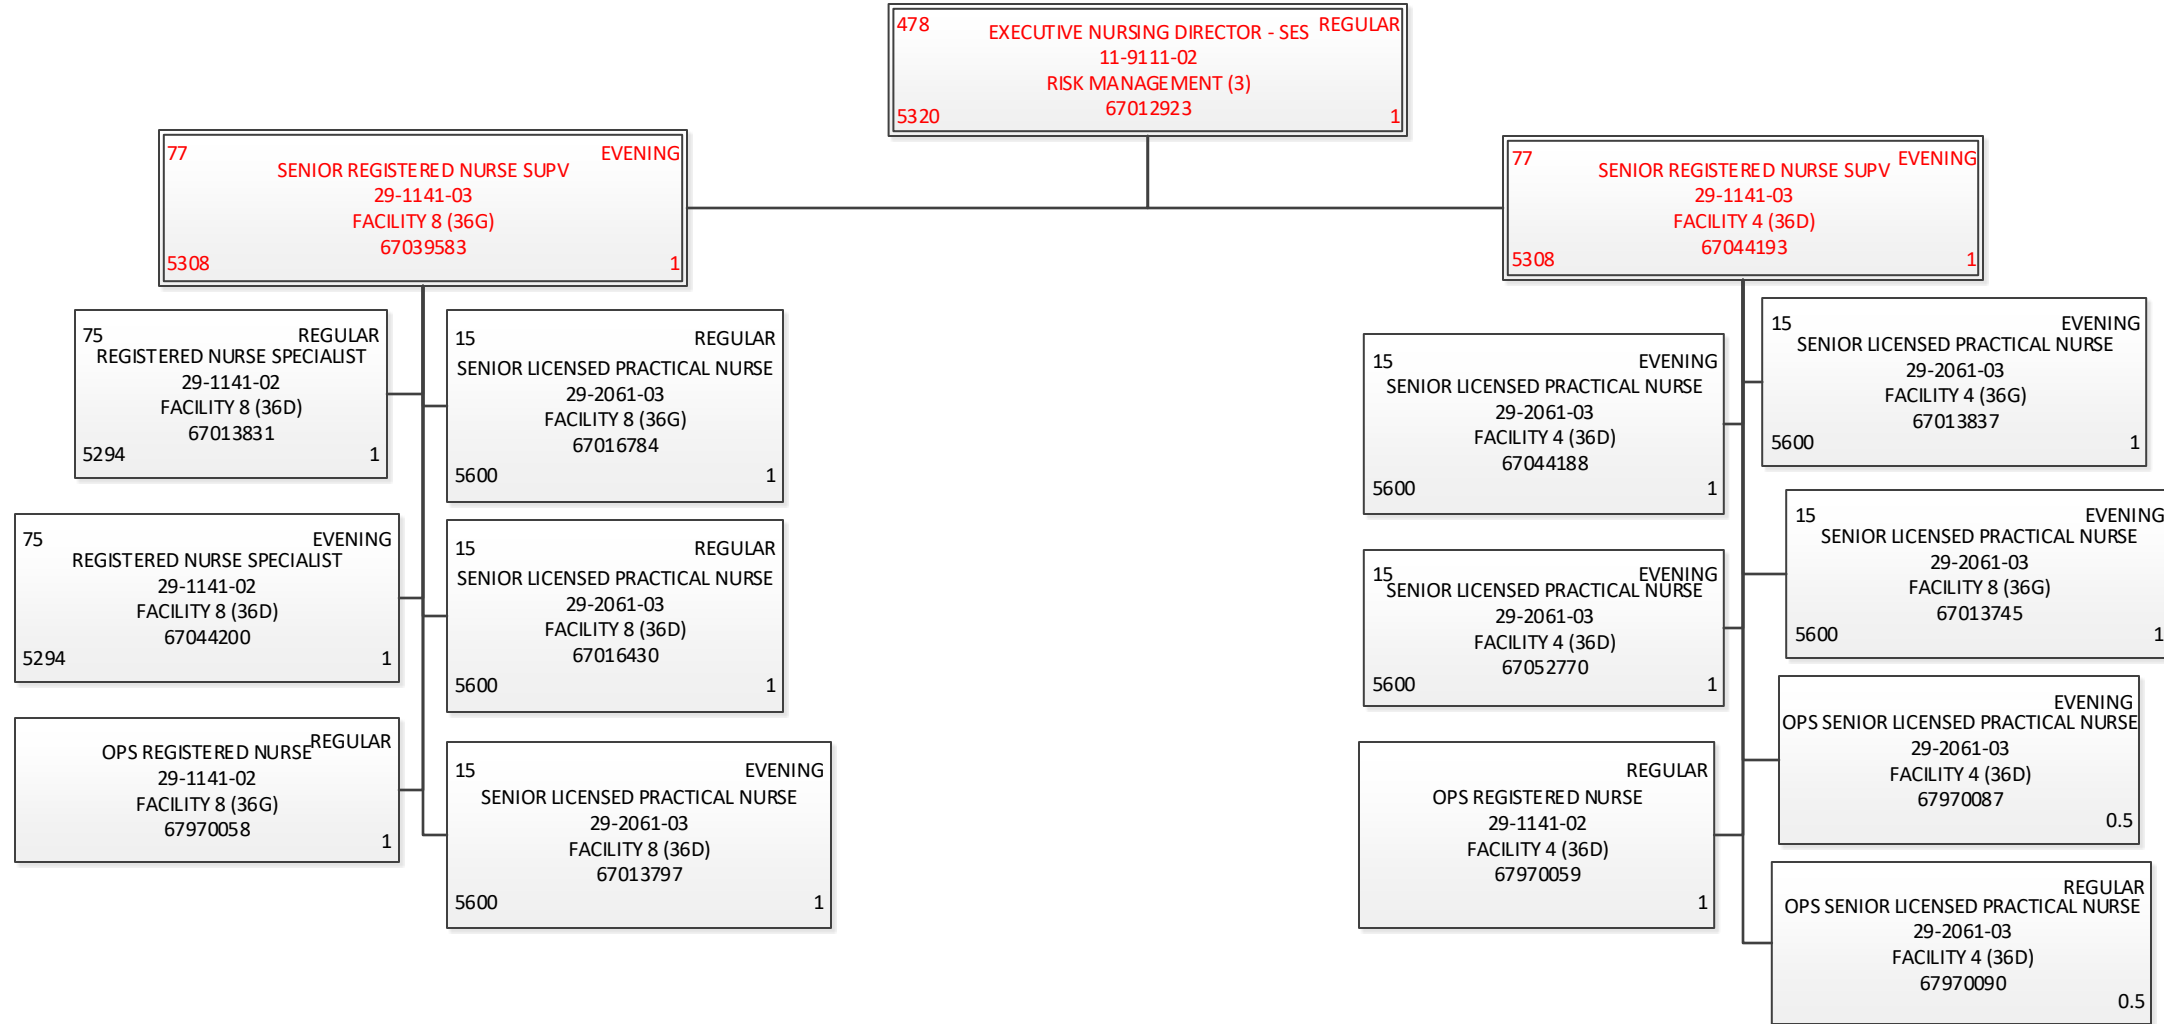 478 REGULAR
EXECUTIVE NURSING DIRECTOR - SES
11-9111-02
RISK MANAGEMENT (3)
67012923
5320 1
77 EVENING
SENIOR REGISTERED NURSE SUPV
29-1141-03
FACILITY 8 (36G)
67039583
5308 1
77 EVENING
SENIOR REGISTERED NURSE SUPV
29-1141-03
FACILITY 4 (36D)
67044193
5308 1
75 REGULAR
REGISTERED NURSE SPECIALIST
29-1141-02
FACILITY 8 (36D)
67013831
5294 1
15 REGULAR
SENIOR LICENSED PRACTICAL NURSE
29-2061-03
FACILITY 8 (36G)
67016784
5600 1
75 EVENING
REGISTERED NURSE SPECIALIST
29-1141-02
FACILITY 8 (36D)
67044200
5294 1
15 REGULAR
SENIOR LICENSED PRACTICAL NURSE
29-2061-03
FACILITY 8 (36D)
67016430
5600 1
REGULAR
OPS REGISTERED NURSE
29-1141-02
FACILITY 8 (36G)
67970058
1
15 EVENING
SENIOR LICENSED PRACTICAL NURSE
29-2061-03
FACILITY 8 (36D)
67013797
5600 1
15 EVENING
SENIOR LICENSED PRACTICAL NURSE
29-2061-03
FACILITY 4 (36D)
67044188
5600 1
15 EVENING
SENIOR LICENSED PRACTICAL NURSE
29-2061-03
FACILITY 4 (36G)
67013837
5600 1
15 EVENING
SENIOR LICENSED PRACTICAL NURSE
29-2061-03
FACILITY 4 (36D)
67052770
5600 1
15 EVENING
SENIOR LICENSED PRACTICAL NURSE
29-2061-03
FACILITY 8 (36G)
67013745
5600 1
REGULAR
OPS REGISTERED NURSE
29-1141-02
FACILITY 4 (36D)
67970059
1
EVENING
OPS SENIOR LICENSED PRACTICAL NURSE
29-2061-03
FACILITY 4 (36D)
67970087
0.5
REGULAR
OPS SENIOR LICENSED PRACTICAL NURSE
29-2061-03
FACILITY 4 (36D)
67970090
0.5